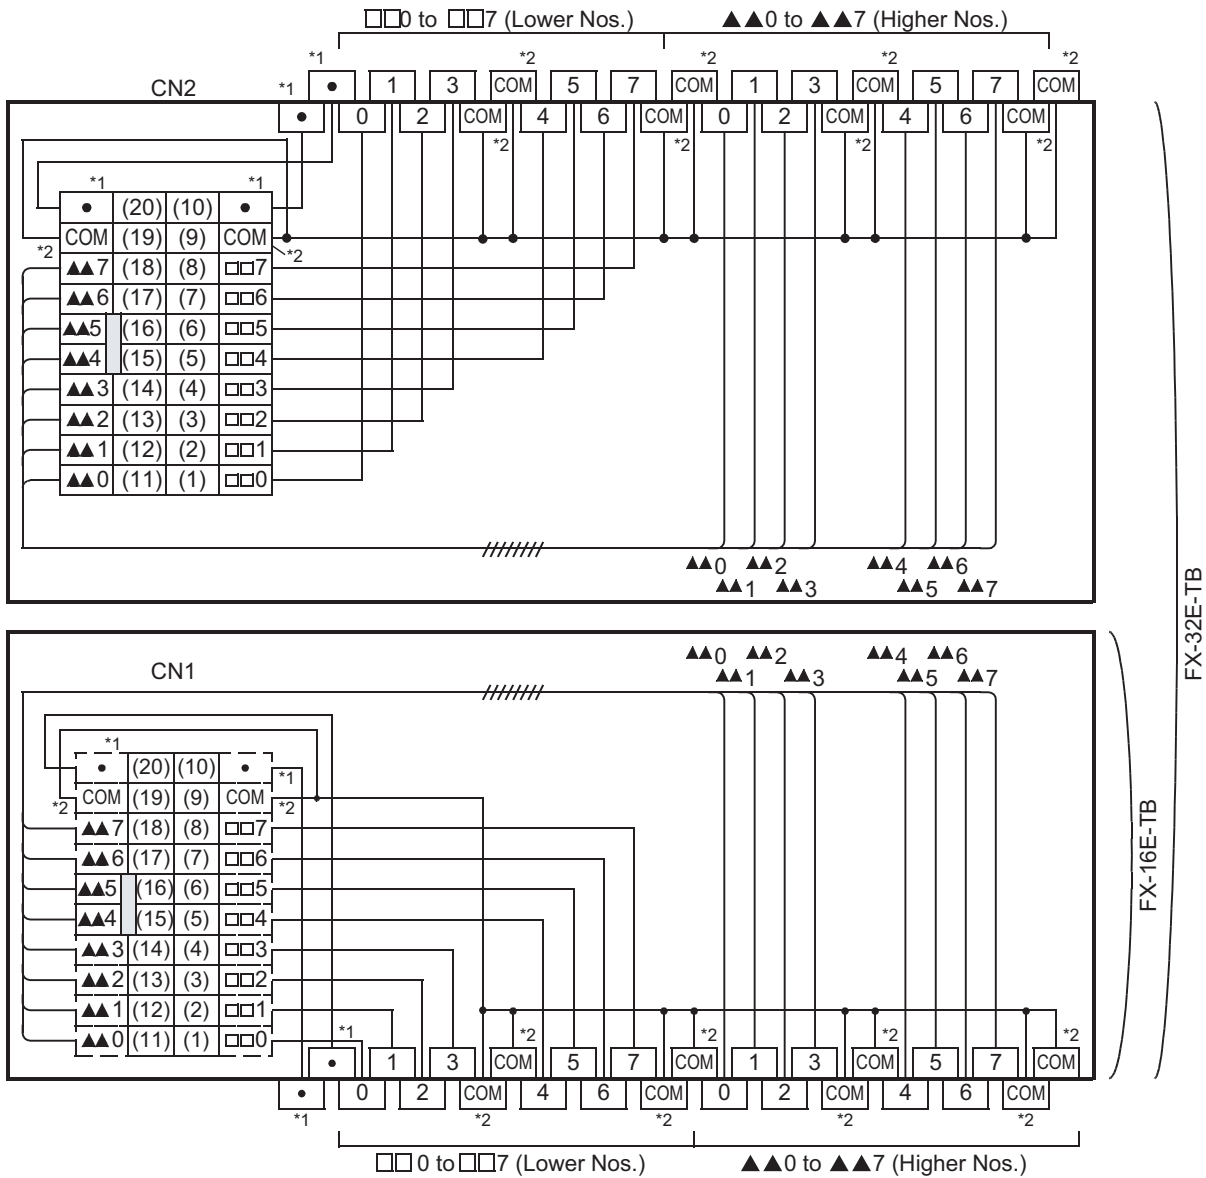 □□0 to □□7 (Lower Nos.) ▲▲0 to ▲▲7 (Higher Nos.)
*1 *2 *2 *2 *2
CN2 *1 • 1 3 COM 5 7 COM 1 3 COM 5 7 COM
• 0 2 COM 4 6 COM 0 2 COM 4 6 COM
*2 *2 *2 *2
*1 *1
• (20) (10) •
COM (19) (9) COM
*2 *2
▲▲7 (18) (8) □□7
▲▲6 (17) (7) □□6
▲▲5 (16) (6) □□5
▲▲4 (15) (5) □□4
▲▲3 (14) (4) □□3
▲▲2 (13) (3) □□2
▲▲1 (12) (2) □□1
▲▲0 (11) (1) □□0
▲▲0 ▲▲2 ▲▲4 ▲▲6
▲▲1 ▲▲3 ▲▲5 ▲▲7
FX-32E-TB
▲▲0 ▲▲2 ▲▲4 ▲▲6
CN1 ▲▲1 ▲▲3 ▲▲5 ▲▲7
*1
• (20) (10) •
*1
COM (19) (9) COM
*2 *2
▲▲7 (18) (8) □□7
▲▲6 (17) (7) □□6
▲▲5 (16) (6) □□5
▲▲4 (15) (5) □□4
▲▲3 (14) (4) □□3
▲▲2 (13) (3) □□2
▲▲1 (12) (2) □□1
▲▲0 (11) (1) □□0
FX-16E-TB
*1 *2 *2 *2 *2
• 1 3 COM 5 7 COM 1 3 COM 5 7 COM
• 0 2 COM 4 6 COM 0 2 COM 4 6 COM
*1 *2 *2 *2 *2
□□0 to □□7 (Lower Nos.) ▲▲0 to ▲▲7 (Higher Nos.)